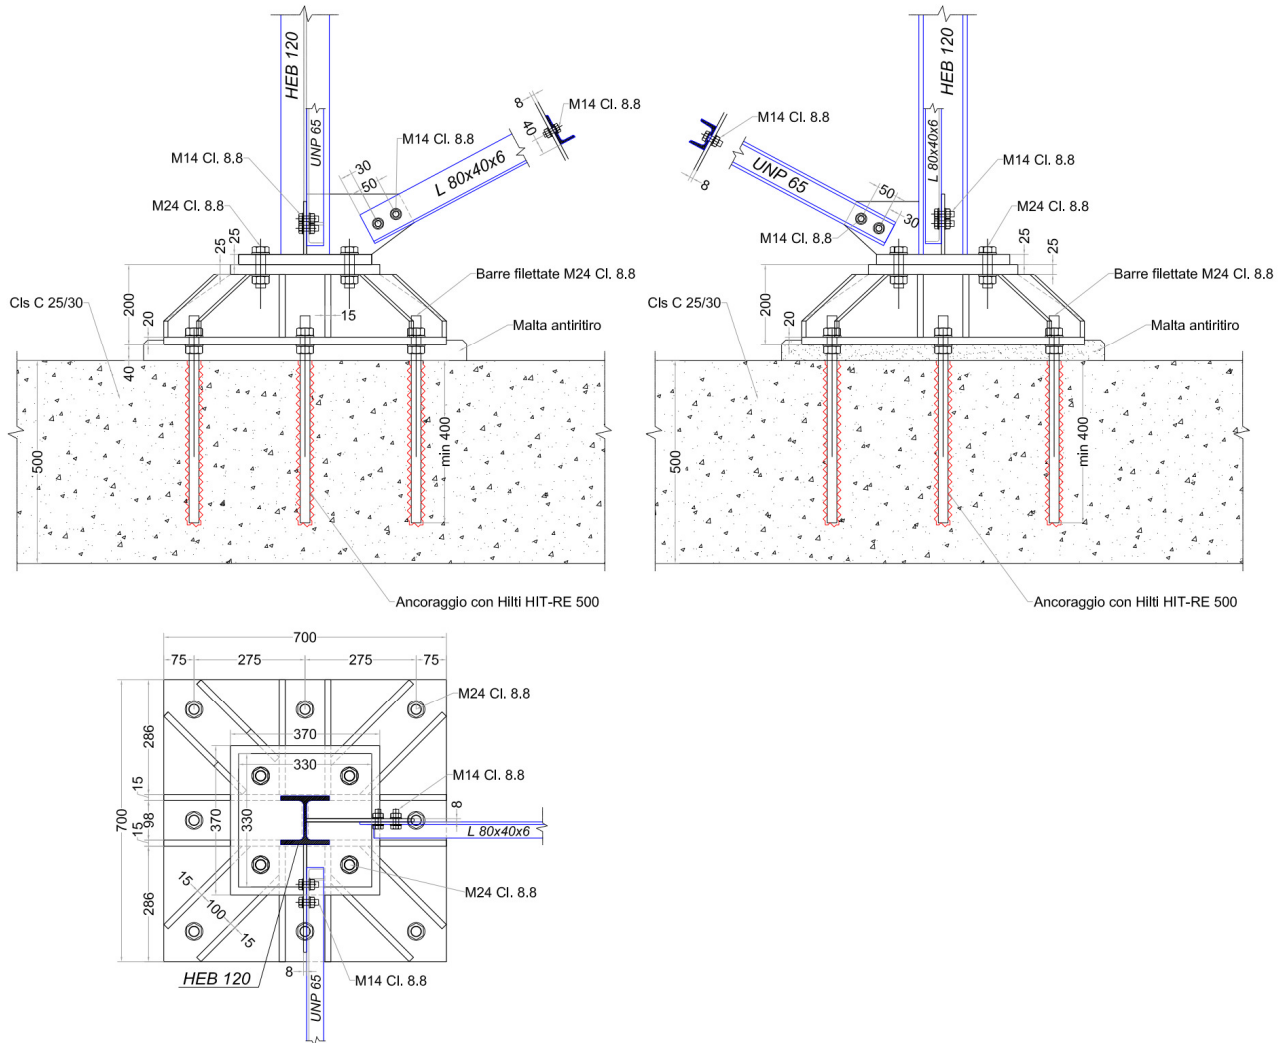 HEB 120
UNP 65
8
M14 Cl. 8.8
40
M14 Cl. 8.8
30
50
L 80x40x6
M14 Cl. 8.8
M24 Cl. 8.8
25
25
Barre filettate M24 Cl. 8.8
Cls C 25/30
200
20
15
Malta antiritiro
40
500
min 400
Ancoraggio con Hilti HIT-RE 500
HEB 120
L 80x40x6
M14 Cl. 8.8
8
UNP 65
M14 Cl. 8.8
50
30
M14 Cl. 8.8
M24 Cl. 8.8
25
25
Barre filettate M24 Cl. 8.8
Cls C 25/30
200
20
Malta antiritiro
500
min 400
Ancoraggio con Hilti HIT-RE 500
700
75
275
275
75
M24 Cl. 8.8
286
370
330
M14 Cl. 8.8
15
8
700
98
370
330
L 80x40x6
15
M24 Cl. 8.8
286
15
100
15
HEB 120
8
UNP 65
M14 Cl. 8.8